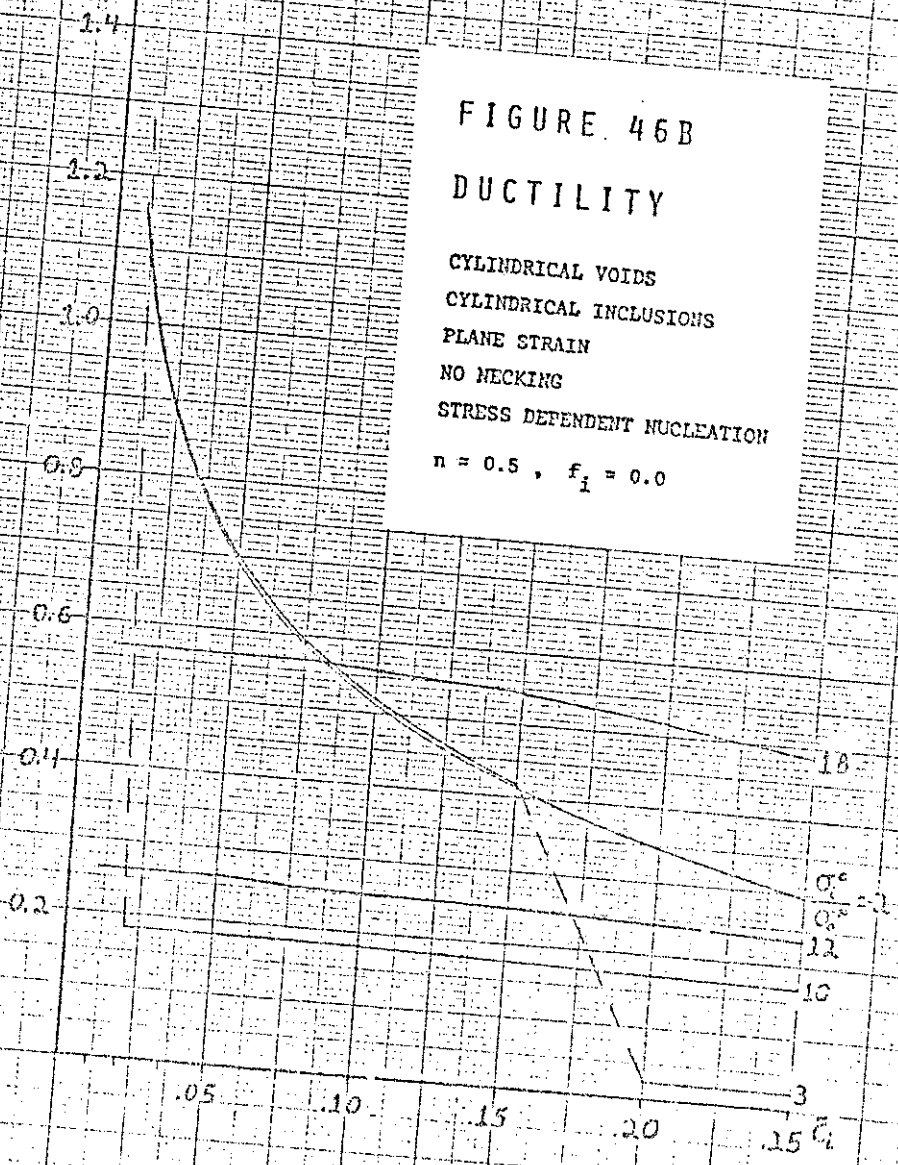 1.4
FIGURE 46B
DUCTILITY
CYLINDRICAL VOIDS
CYLINDRICAL INCLUSIONS
PLANE STRAIN
NO NECKING
STRESS DEPENDENT NUCLEATION
n = 0.5 , f_i = 0.0
1.2
1.0
0.8
0.6
0.4
0.2
18
12
10
3
.05
.10
.15
.20
.25